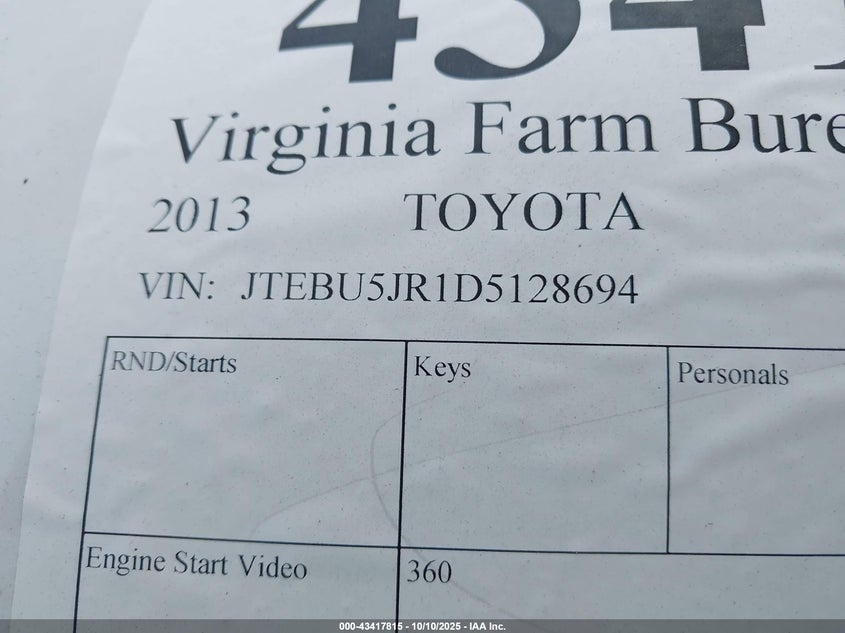 Virginia Farm Bure
2013 TOYOTA
VIN: JTEBU5JR1D5128694
RND/Starts Keys Personals
Engine Start Video 360
000-43417815 - 10/10/2025 - IAA Inc.